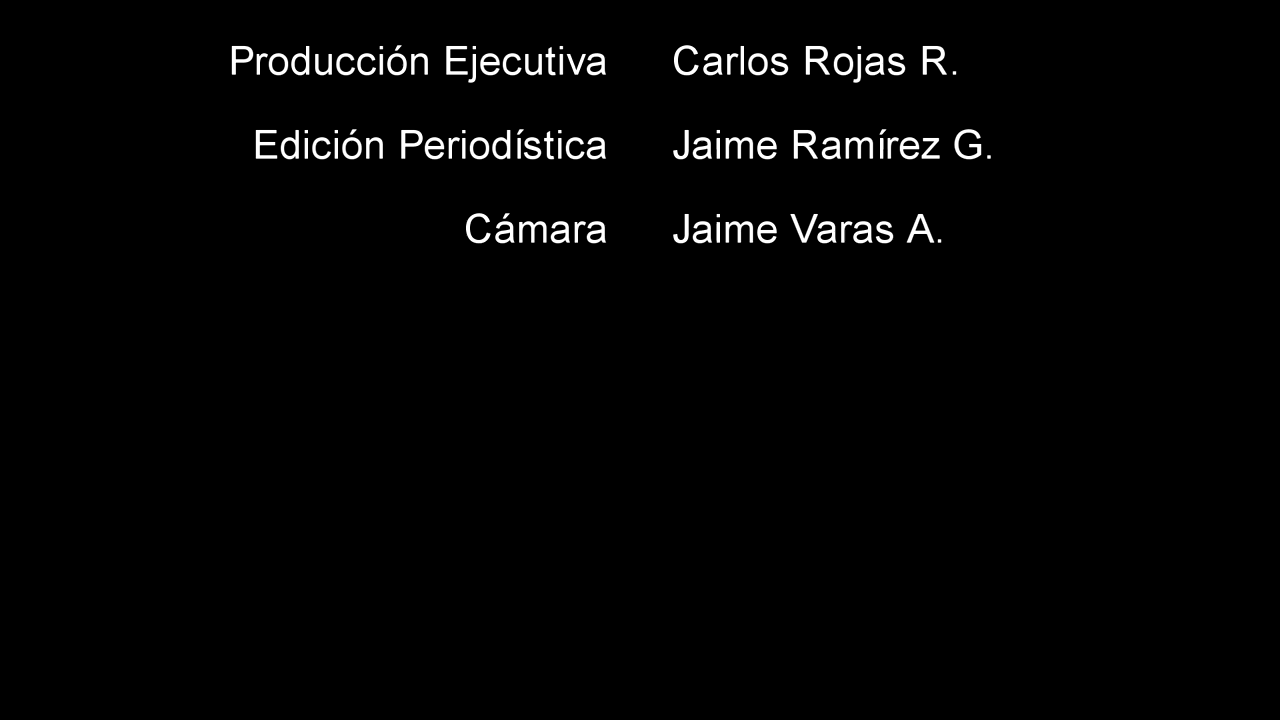 Producción Ejecutiva Carlos Rojas R.
Edición Periodística Jaime Ramírez G.
Cámara Jaime Varas A.